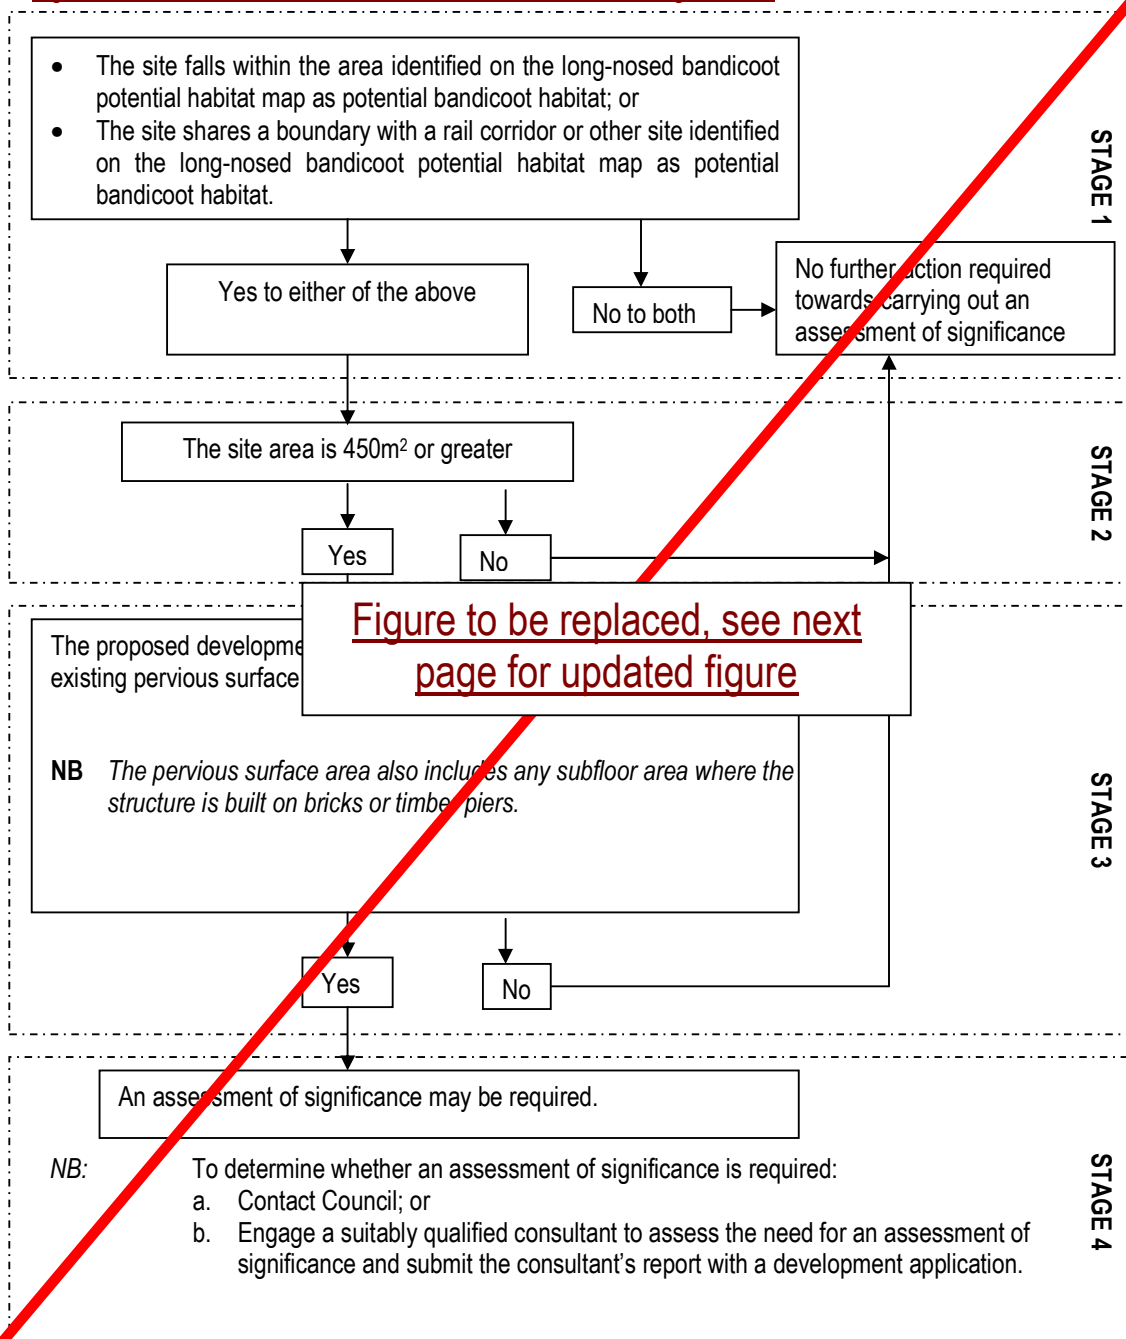 • The site falls within the area identified on the long-nosed bandicoot
potential habitat map as potential bandicoot habitat; or
• The site shares a boundary with a rail corridor or other site identified
on the long-nosed bandicoot potential habitat map as potential
bandicoot habitat.
STAGE 1
Yes to either of the above
No to both
No further action required
towards carrying out an
assessment of significance
The site area is 450m² or greater
STAGE 2
Yes
No
Figure to be replaced, see next
page for updated figure
The proposed developme
existing pervious surface
NB The pervious surface area also includes any subfloor area where the
structure is built on bricks or timber piers.
STAGE 3
Yes
No
An assessment of significance may be required.
NB: To determine whether an assessment of significance is required:
a. Contact Council; or
b. Engage a suitably qualified consultant to assess the need for an assessment of
significance and submit the consultant's report with a development application.
STAGE 4